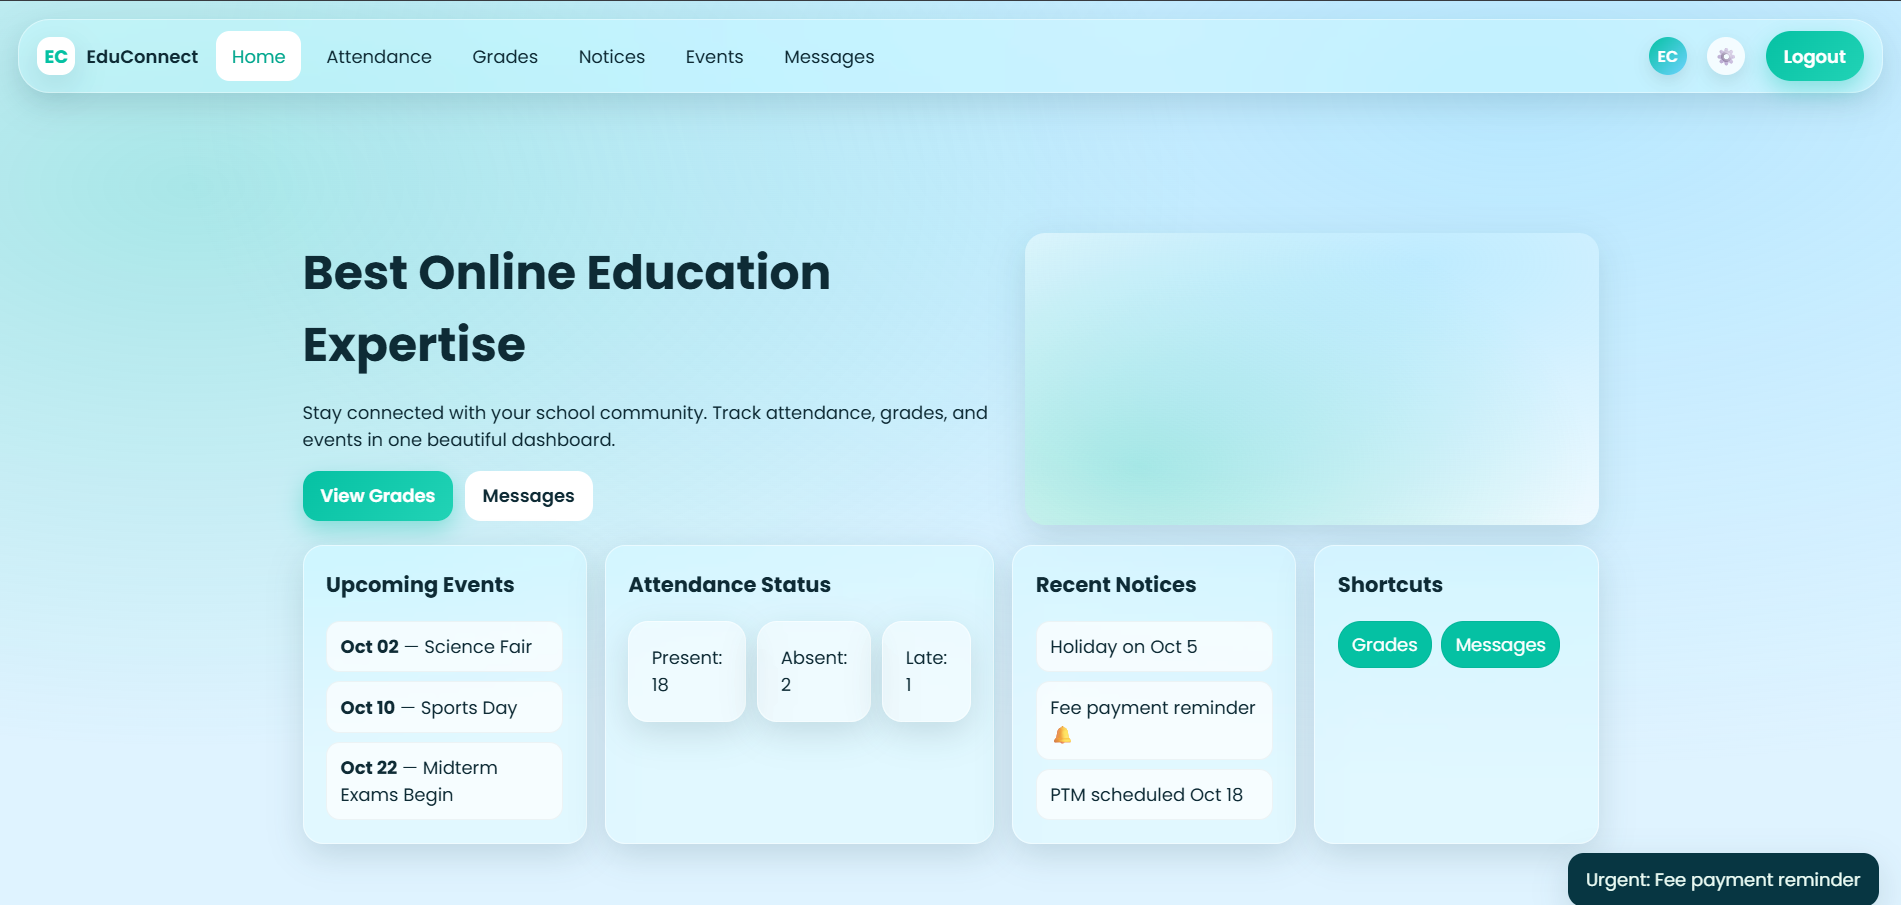 EC EduConnect Home Attendance Grades Notices Events Messages EC Logout
Best Online Education
Expertise
Stay connected with your school community. Track attendance, grades, and
events in one beautiful dashboard.
View Grades Messages
Upcoming Events
Oct 02 — Science Fair
Oct 10 — Sports Day
Oct 22 — Midterm
Exams Begin
Attendance Status
Present:
18
Absent:
2
Late:
1
Recent Notices
Holiday on Oct 5
Fee payment reminder
🔔
PTM scheduled Oct 18
Shortcuts
Grades Messages
Urgent: Fee payment reminder